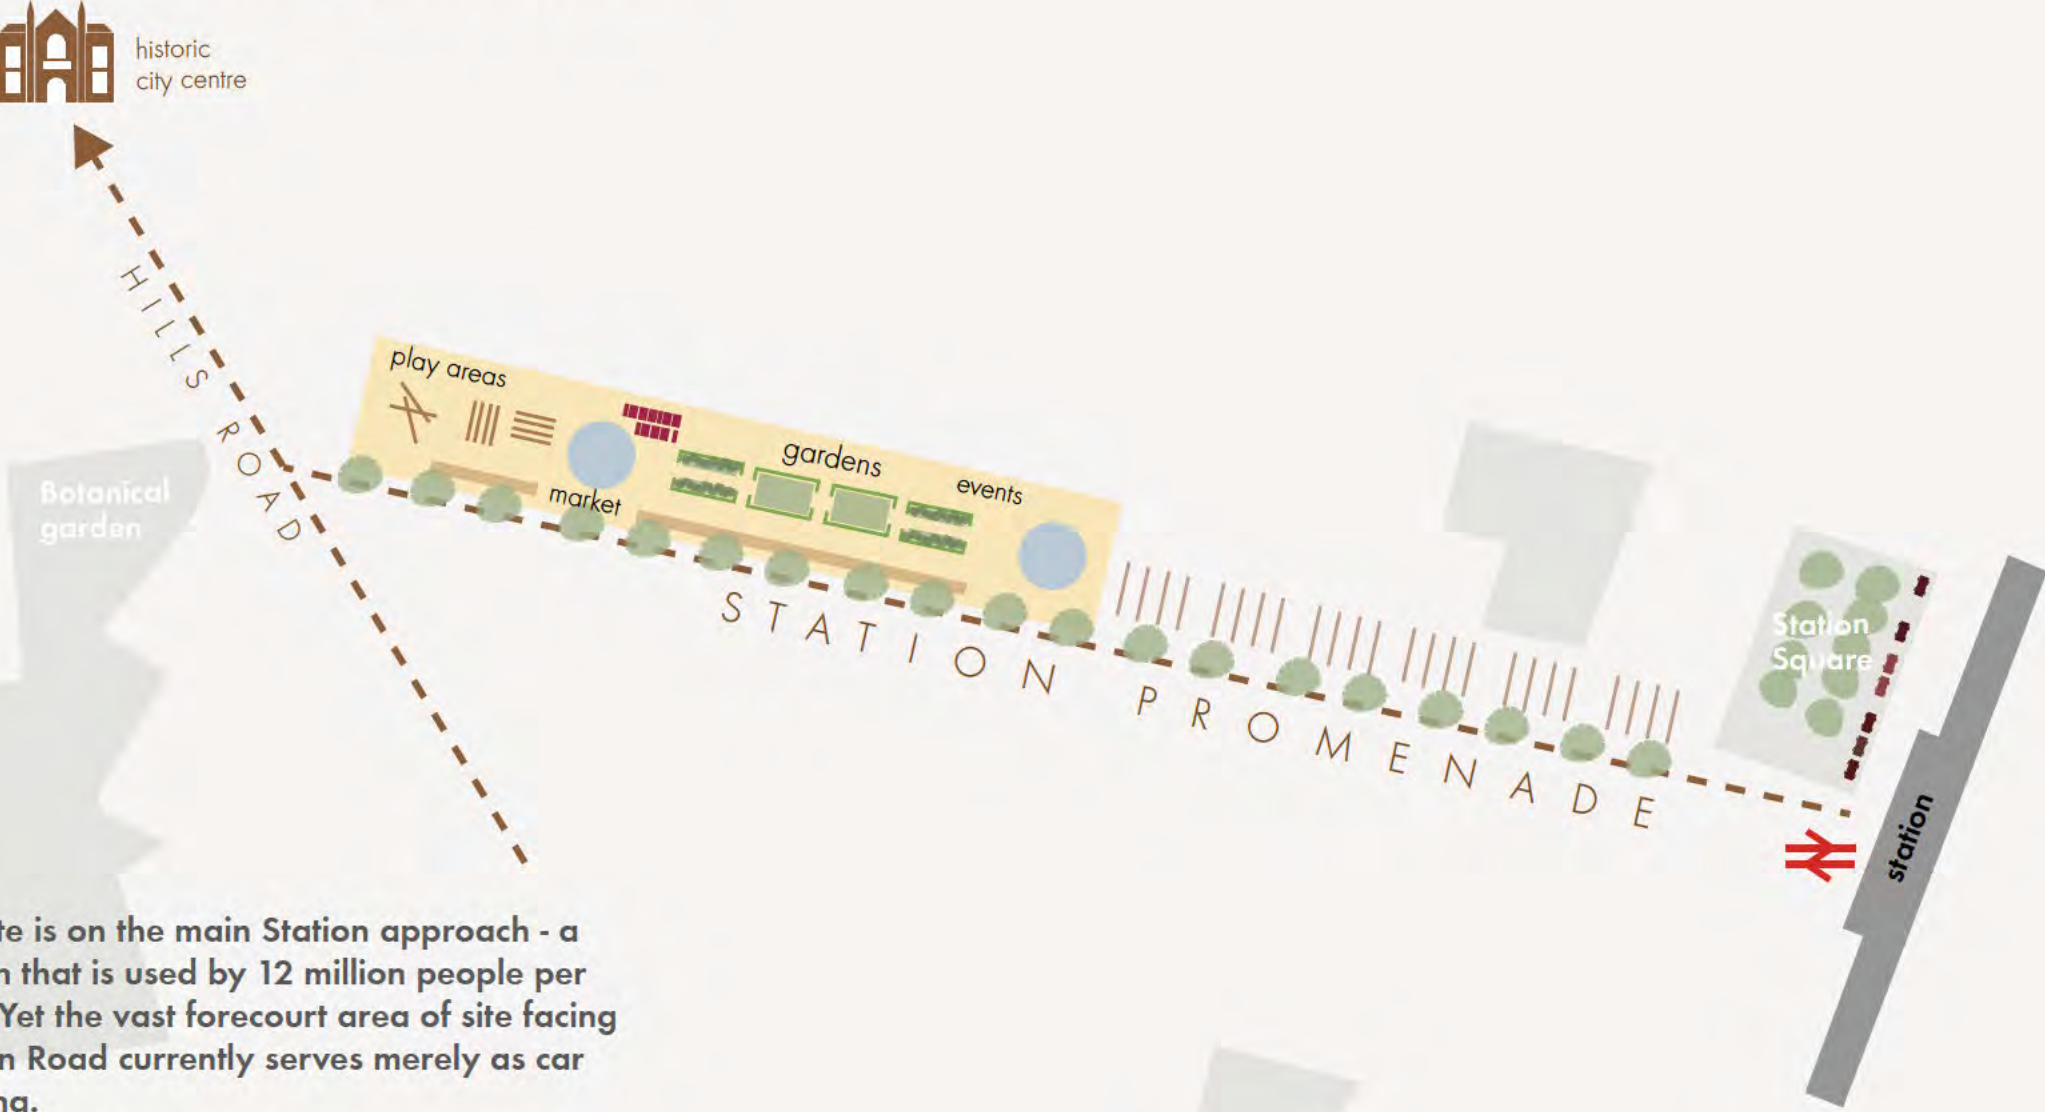 historic
city centre
HILLS ROAD
play areas
gardens
events
market
Botanical
garden
STATION PROMENADE
Station
Square
station
is on the main Station approach - a
that is used by 12 million people per
Yet the vast forecourt area of site facing
Road currently serves merely as car